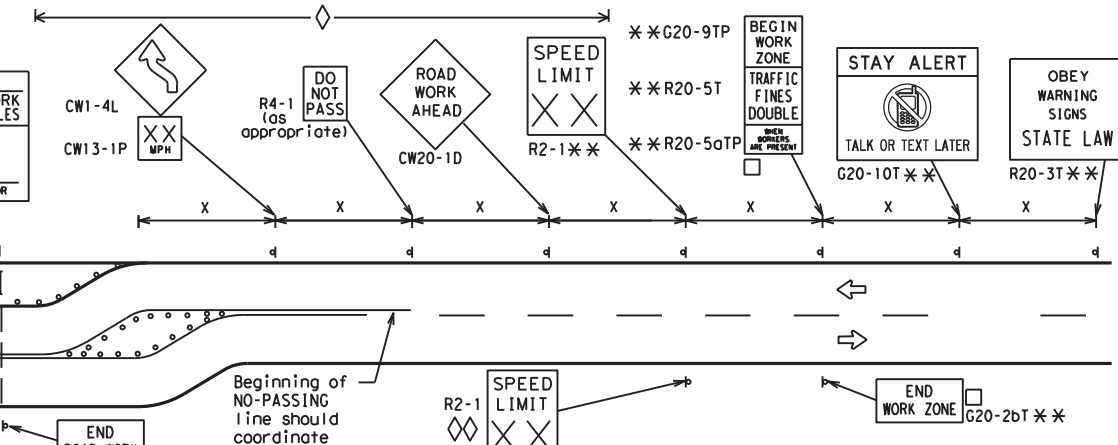 CW1-4L
CW13-1P
XX
MPH
R4-1
(as
appropriate)
DO
NOT
PASS
ROAD
WORK
AHEAD
CW20-1D
SPEED
LIMIT
X X
R2-1**
**G20-9TP
**R20-5T
**R20-5aTP
BEGIN
WORK
ZONE
TRAFFIC
FINES
DOUBLE
WHEN
WORKERS
ARE PRESENT
STAY ALERT
TALK OR TEXT LATER
G20-10T **
OBEY
WARNING
SIGNS
STATE LAW
R20-3T **
X X X X X X X
Beginning of
NO-PASSING
line should
coordinate
R2-1
SPEED
LIMIT
X X
END
WORK ZONE
G20-2bT **
END